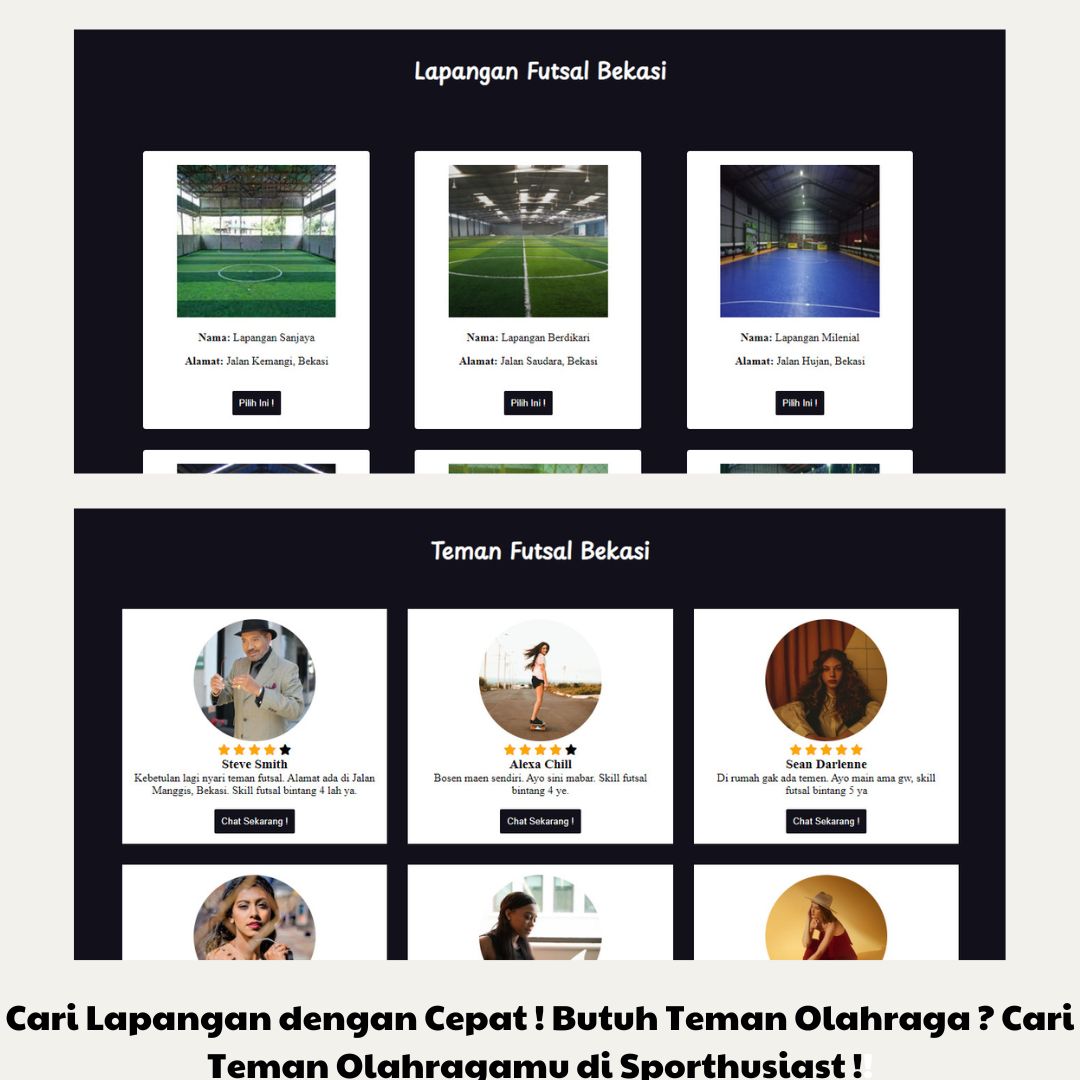 Lapangan Futsal Bekasi
Nama: Lapangan Sanjaya
Alamat: Jalan Kemangi, Bekasi
Pilih Ini !
Nama: Lapangan Berdikari
Alamat: Jalan Saudara, Bekasi
Pilih Ini !
Nama: Lapangan Milenial
Alamat: Jalan Hujan, Bekasi
Pilih Ini !
Teman Futsal Bekasi
Steve Smith
Kebetulan lagi nyari teman futsal. Alamat ada di Jalan
Manggis, Bekasi. Skill futsal bintang 4 lah ya.
Chat Sekarang !
Alexa Chill
Bosen maen sendiri. Ayo sini mabar. Skill futsal
bintang 4 ye.
Chat Sekarang !
Sean Darlenne
Di rumah gak ada temen. Ayo main ama gw, skill
futsal bintang 5 ya
Chat Sekarang !
Cari Lapangan dengan Cepat ! Butuh Teman Olahraga ? Cari
Teman Olahragamu di Sporthusiast !!